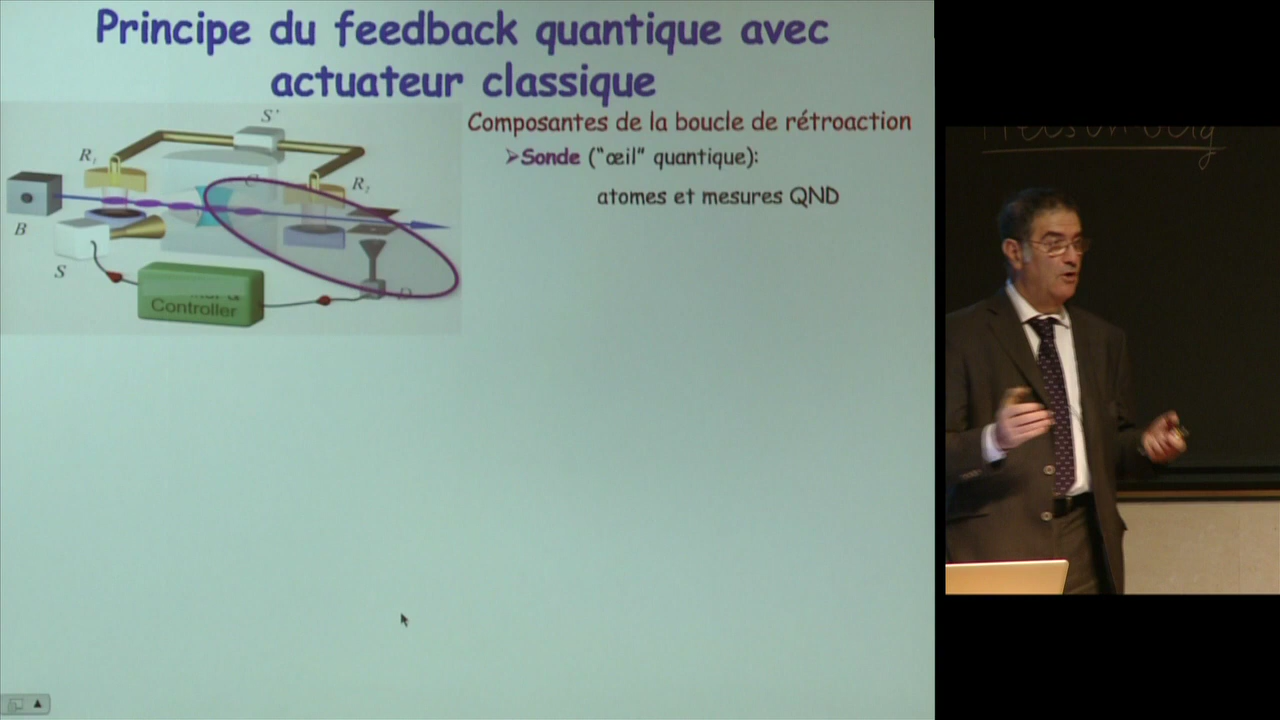 Principe du feedback quantique avec
actuateur classique
Composantes de la boucle de rétroaction
➢Sonde ("œil" quantique):
atomes et mesures QND
S'
R₁
C
R₂
B
S
Controller
D
Heisenberg